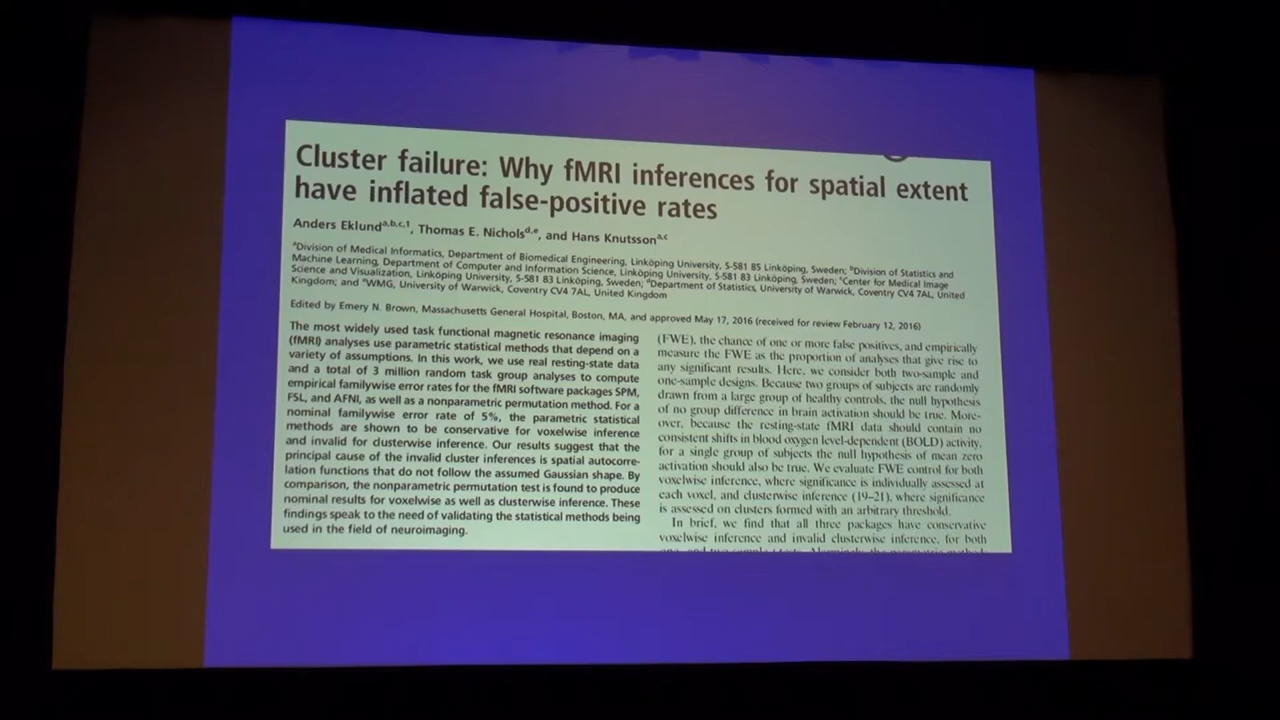 Cluster failure: Why fMRI inferences for spatial extent
have inflated false-positive rates
Anders Eklundᵃ,ᵇ,ᶜ,¹, Thomas E. Nicholsᵈ,ᵉ, and Hans Knutssonᵃ,ᶜ
ᵃDivision of Medical Informatics, Department of Biomedical Engineering, Linköping University, S-581 85 Linköping, Sweden; ᵇDivision of Statistics and
Machine Learning, Department of Computer and Information Science, Linköping University, S-581 83 Linköping, Sweden; ᶜCenter for Medical Image
Science and Visualization, Linköping University, S-581 83 Linköping, Sweden; ᵈDepartment of Statistics, University of Warwick, Coventry CV4 7AL, United
Kingdom; and ᵉWMG, University of Warwick, Coventry CV4 7AL, United Kingdom
Edited by Emery N. Brown, Massachusetts General Hospital, Boston, MA, and approved May 17, 2016 (received for review February 12, 2016)
The most widely used task functional magnetic resonance imaging
(fMRI) analyses use parametric statistical methods that depend on a
variety of assumptions. In this work, we use real resting-state data
and a total of 3 million random task group analyses to compute
empirical familywise error rates for the fMRI software packages SPM,
FSL, and AFNI, as well as a nonparametric permutation method. For a
nominal familywise error rate of 5%, the parametric statistical
methods are shown to be conservative for voxelwise inference
and invalid for clusterwise inference. Our results suggest that the
principal cause of the invalid cluster inferences is spatial autocorre-
lation functions that do not follow the assumed Gaussian shape. By
comparison, the nonparametric permutation test is found to produce
nominal results for voxelwise as well as clusterwise inference. These
findings speak to the need of validating the statistical methods being
used in the field of neuroimaging.
(FWE), the chance of one or more false positives, and empirically
measure the FWE as the proportion of analyses that give rise to
any significant results. Here, we consider both two-sample and
one-sample designs. Because two groups of subjects are randomly
drawn from a large group of healthy controls, the null hypothesis
of no group difference in brain activation should be true. More-
over, because the resting-state fMRI data should contain no
consistent shifts in blood oxygen level-dependent (BOLD) activity,
for a single group of subjects the null hypothesis of mean zero
activation should also be true. We evaluate FWE control for both
voxelwise inference, where significance is individually assessed at
each voxel, and clusterwise inference (19–21), where significance
is assessed on clusters formed with an arbitrary threshold.
In brief, we find that all three packages have conservative
voxelwise inference and invalid clusterwise inference, for both